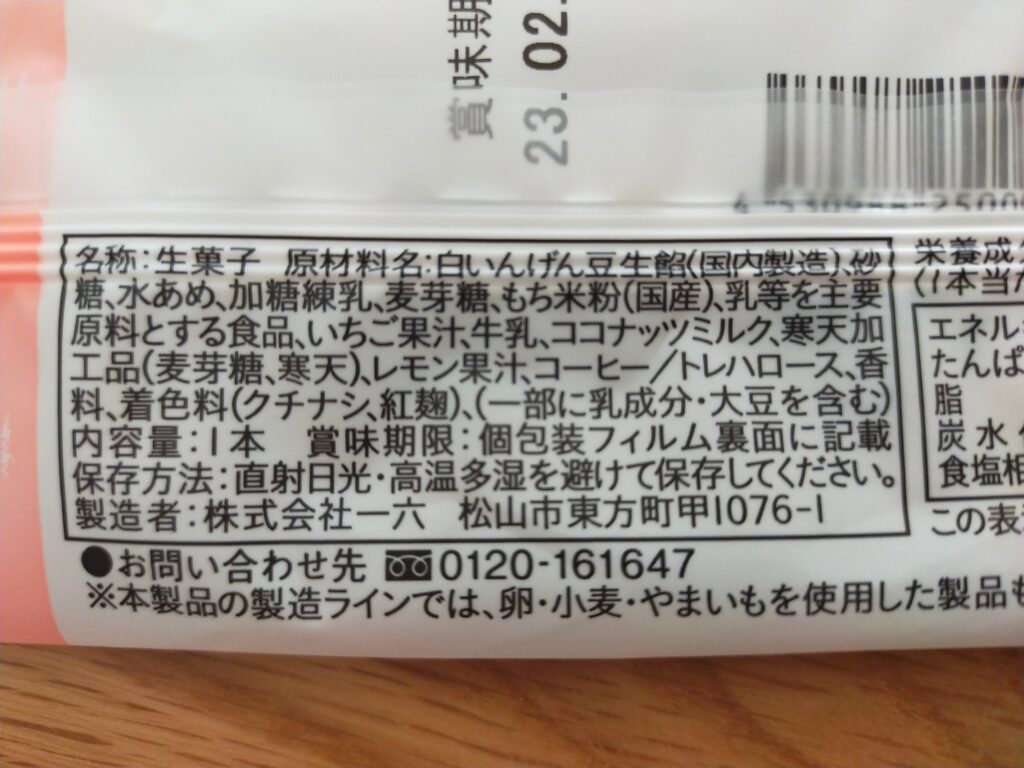 賞味期
23. 02.
名称:生菓子 原材料名:白いんげん豆生餡(国内製造)、砂
糖、水あめ、加糖練乳、麦芽糖、もち米粉(国産)、乳等を主要
原料とする食品、いちご果汁、牛乳、ココナッツミルク、寒天加
工品(麦芽糖、寒天)、レモン果汁、コーヒー/トレハロース、香
料、着色料(クチナシ、紅麹)、(一部に乳成分・大豆を含む)
内容量:1本 賞味期限:個包装フィルム裏面に記載
保存方法:直射日光・高温多湿を避けて保存してください。
製造者:株式会社一六 松山市東方町甲1076-1
●お問い合わせ先 0120-161647
※本製品の製造ラインでは、卵・小麦・やまいもを使用した製品も
栄養成分
(1本当た
エネル
たんぱ
脂
炭水
食塩相
この表